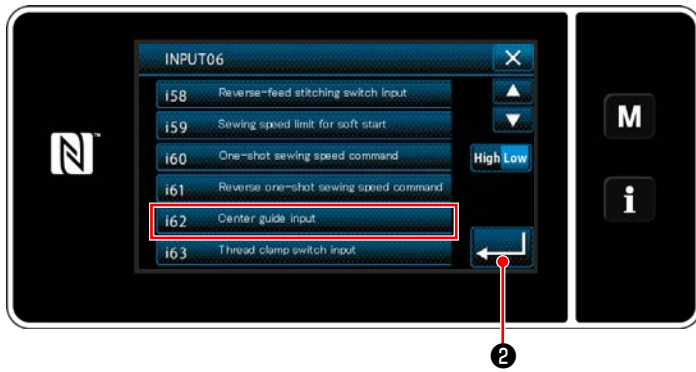 INPUT06
i58 Reverse-feed stitching switch input
i59 Sewing speed limit for soft start
i60 One-shot sewing speed command
High Low
i61 Reverse one-shot sewing speed command
i62 Center guide input
i63 Thread clamp switch input
M
i
❷